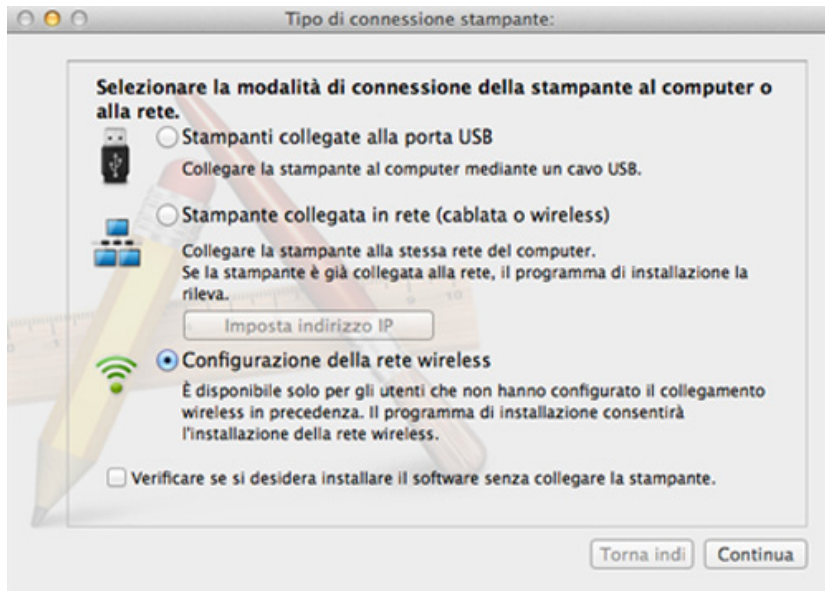 Tipo di connessione stampante:
Selezionare la modalità di connessione della stampante al computer o
alla rete.
Stampanti collegate alla porta USB
Collegare la stampante al computer mediante un cavo USB.
Stampante collegata in rete (cablata o wireless)
Collegare la stampante alla stessa rete del computer.
Se la stampante è già collegata alla rete, il programma di installazione la
rileva.
Imposta indirizzo IP
Configurazione della rete wireless
È disponibile solo per gli utenti che non hanno configurato il collegamento
wireless in precedenza. Il programma di installazione consentirà
l'installazione della rete wireless.
Verificare se si desidera installare il software senza collegare la stampante.
Torna indi
Continua